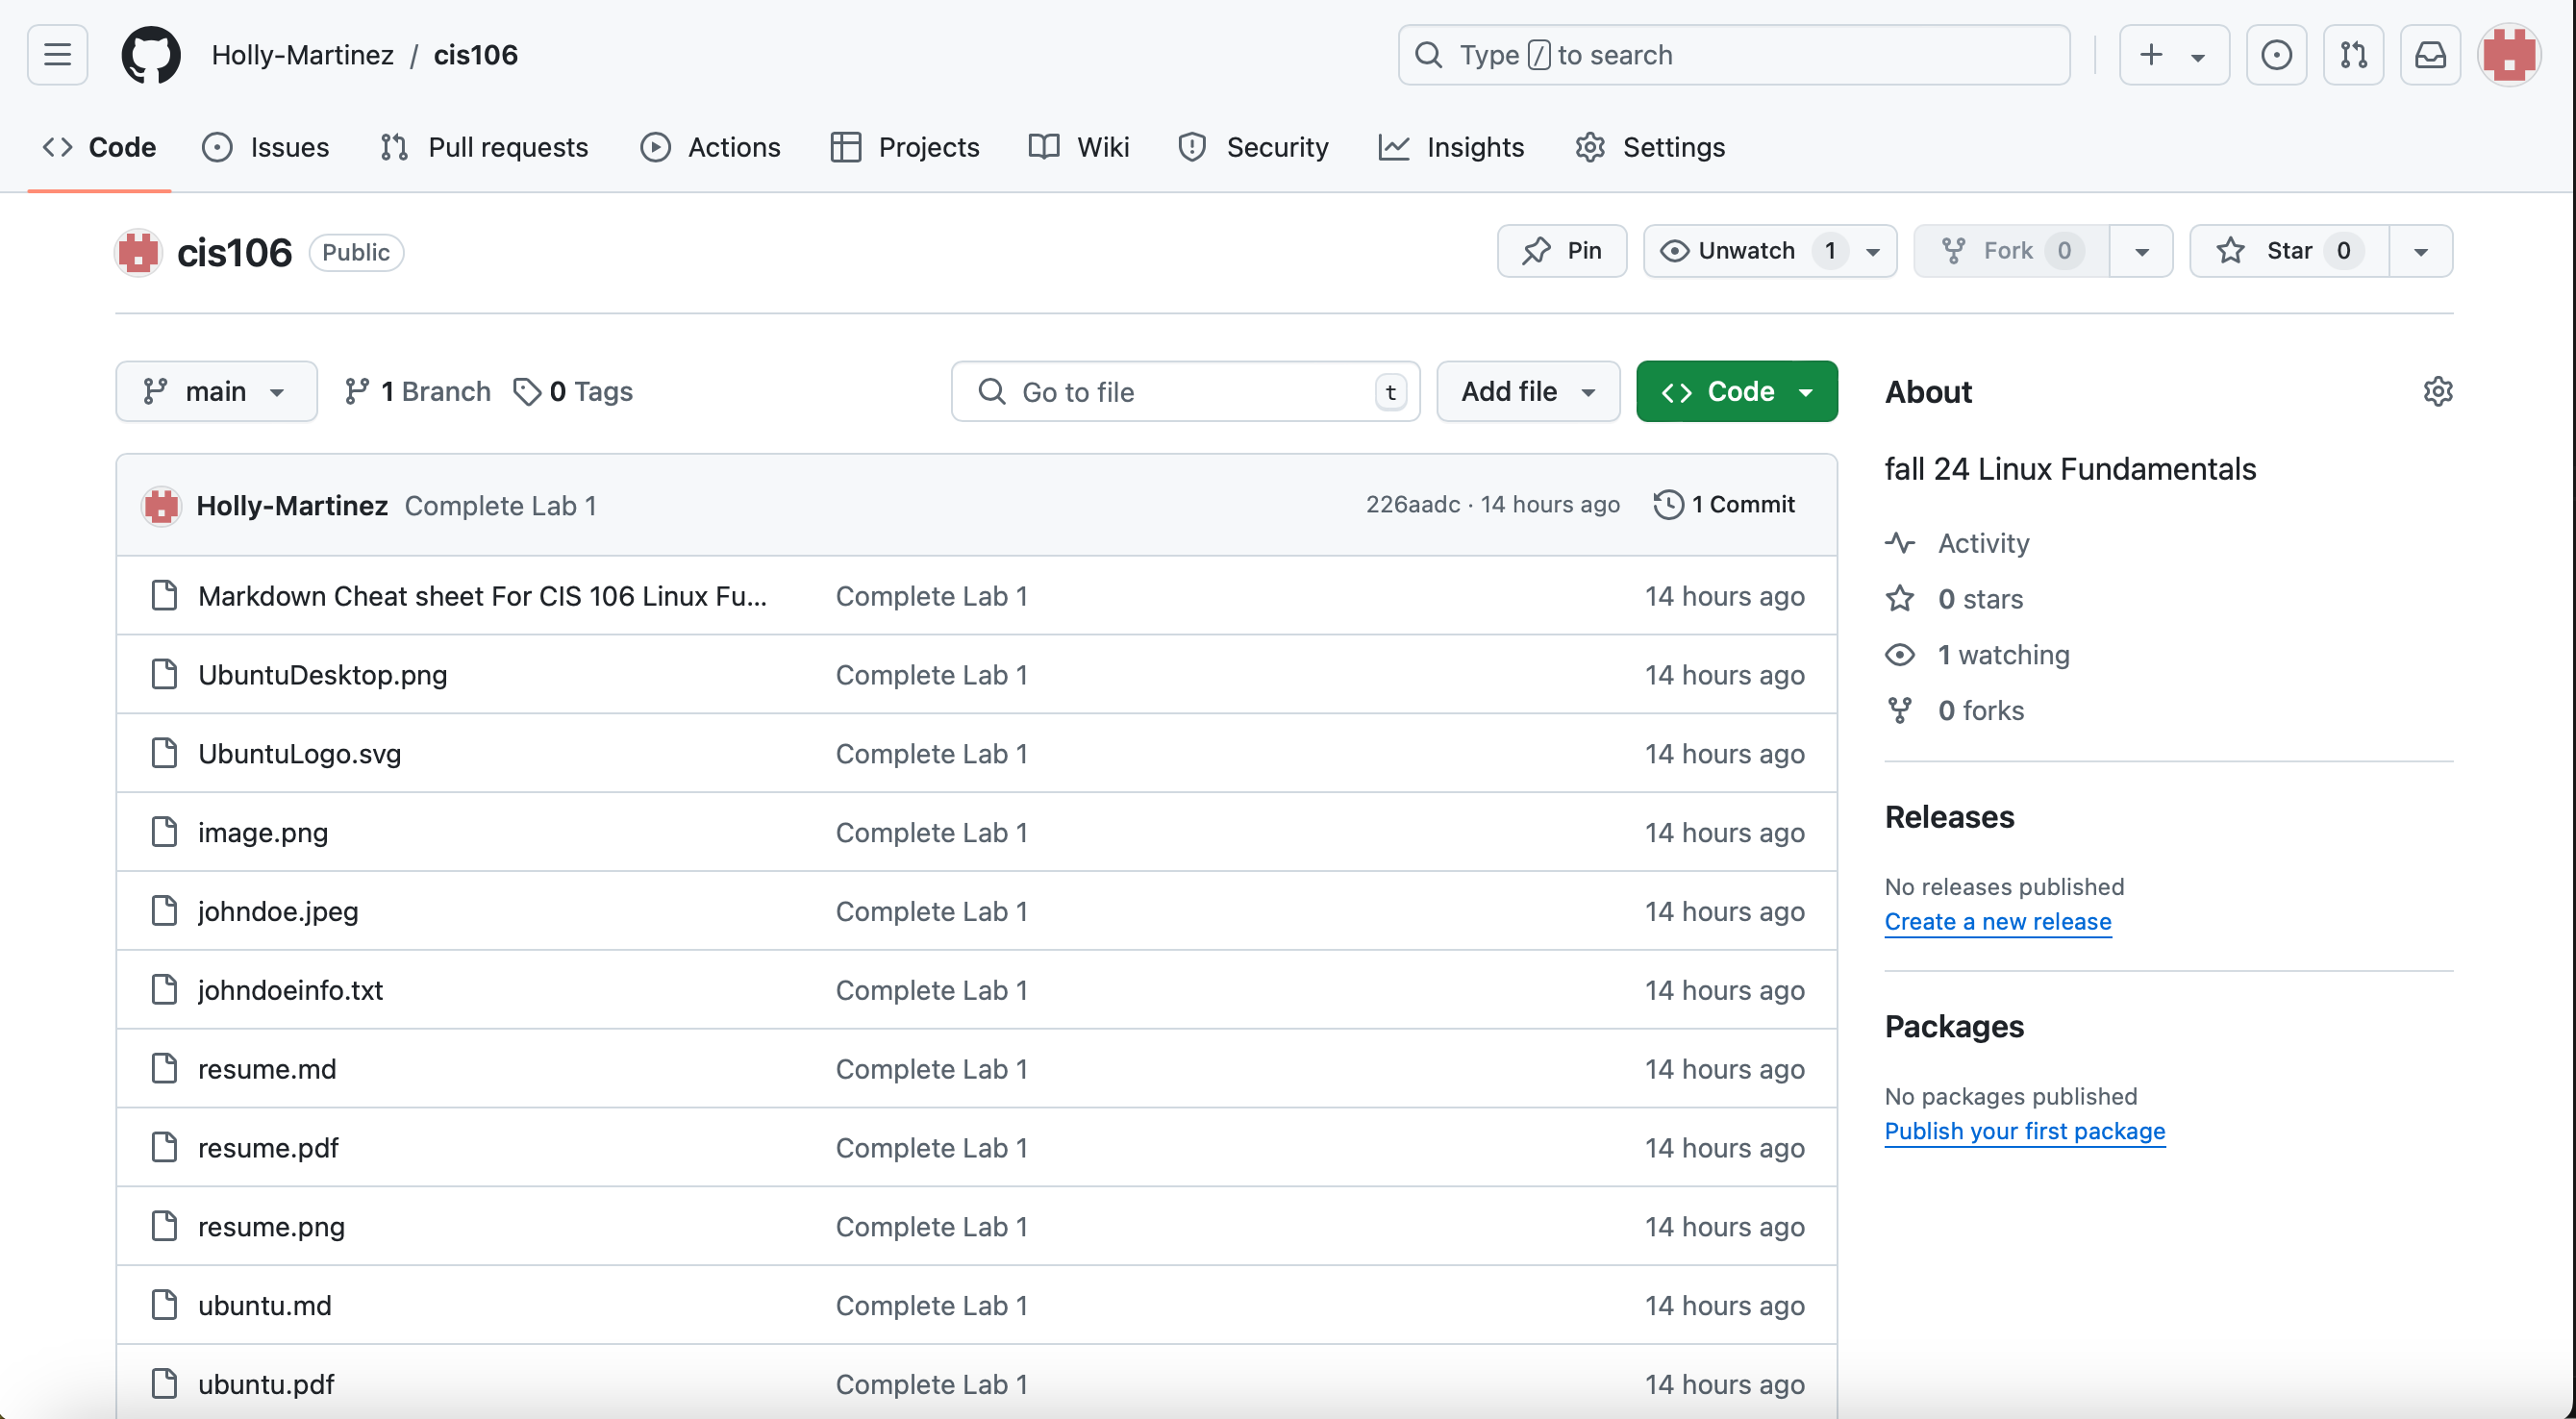 Holly-Martinez / cis106
Type / to search
Code Issues Pull requests Actions Projects Wiki Security Insights Settings
cis106 Public
Pin Unwatch 1 Fork 0 Star 0
main 1 Branch 0 Tags Go to file t Add file Code
About
fall 24 Linux Fundamentals
Activity
0 stars
1 watching
0 forks
Releases
No releases published
Create a new release
Packages
No packages published
Publish your first package
Holly-Martinez Complete Lab 1 226aadc · 14 hours ago 1 Commit
Markdown Cheat sheet For CIS 106 Linux Fu... Complete Lab 1 14 hours ago
UbuntuDesktop.png Complete Lab 1 14 hours ago
UbuntuLogo.svg Complete Lab 1 14 hours ago
image.png Complete Lab 1 14 hours ago
johndoe.jpeg Complete Lab 1 14 hours ago
johndoeinfo.txt Complete Lab 1 14 hours ago
resume.md Complete Lab 1 14 hours ago
resume.pdf Complete Lab 1 14 hours ago
resume.png Complete Lab 1 14 hours ago
ubuntu.md Complete Lab 1 14 hours ago
ubuntu.pdf Complete Lab 1 14 hours ago